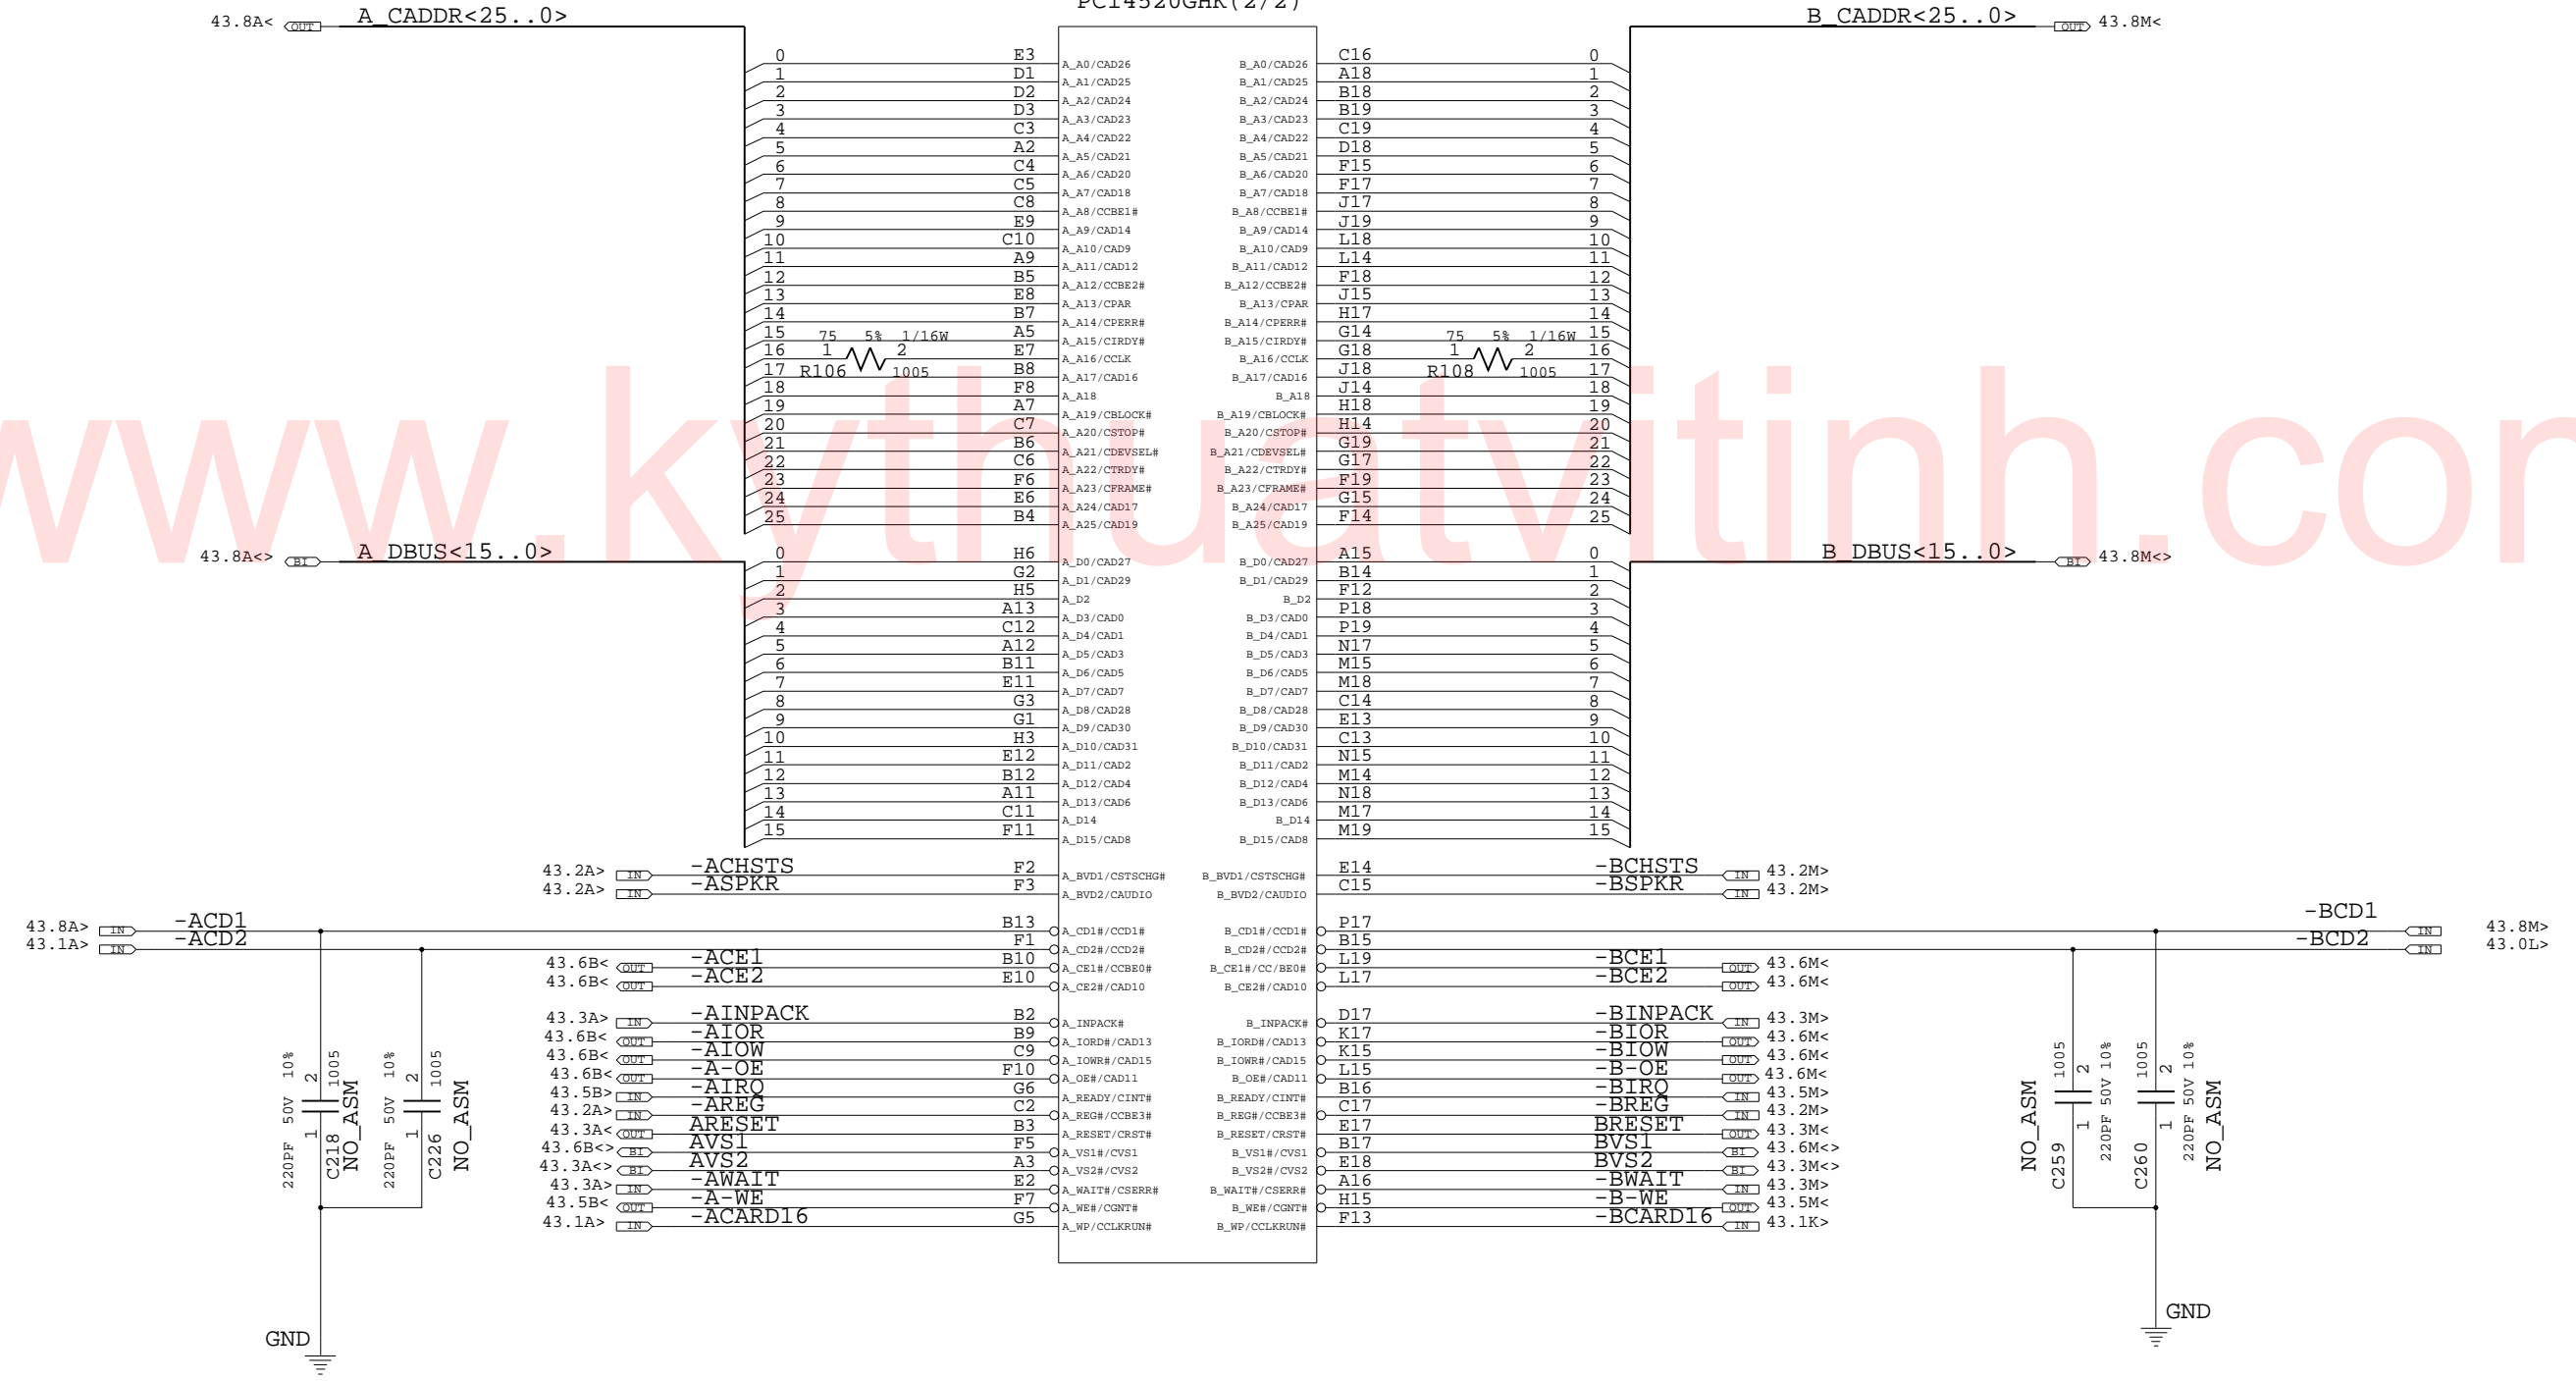 PCI4520GHK(2/2)
43.8A< OUT A_CADDR<25..0>
B_CADDR<25..0> OUT 43.8M<
0 E3 A_A0/CAD26 B_A0/CAD26 C16 0
1 D1 A_A1/CAD25 B_A1/CAD25 A18 1
2 D2 A_A2/CAD24 B_A2/CAD24 B18 2
3 D3 A_A3/CAD23 B_A3/CAD23 B19 3
4 C3 A_A4/CAD22 B_A4/CAD22 C19 4
5 A2 A_A5/CAD21 B_A5/CAD21 D18 5
6 C4 A_A6/CAD20 B_A6/CAD20 F15 6
7 C5 A_A7/CAD18 B_A7/CAD18 F17 7
8 C8 A_A8/CCBE1# B_A8/CCBE1# J17 8
9 E9 A_A9/CAD14 B_A9/CAD14 J19 9
10 C10 A_A10/CAD9 B_A10/CAD9 L18 10
11 A9 A_A11/CAD12 B_A11/CAD12 L14 11
12 B5 A_A12/CCBE2# B_A12/CCBE2# F18 12
13 E8 A_A13/CPAR B_A13/CPAR J15 13
14 B7 A_A14/CPERR# B_A14/CPERR# H17 14
15 75 5% 1/16W A5 A_A15/CIRDY# B_A15/CIRDY# G14 75 5% 1/16W 15
16 1 2 E7 A_A16/CCLK B_A16/CCLK G18 1 2 16
17 R106 1005 B8 A_A17/CAD16 B_A17/CAD16 J18 R108 1005 17
18 F8 A_A18 B_A18 J14 18
19 A7 A_A19/CBLOCK# B_A19/CBLOCK# H18 19
20 C7 A_A20/CSTOP# B_A20/CSTOP# H14 20
21 B6 A_A21/CDEVSEL# B_A21/CDEVSEL# G19 21
22 C6 A_A22/CTRDY# B_A22/CTRDY# G17 22
23 F6 A_A23/CFRAME# B_A23/CFRAME# F19 23
24 E6 A_A24/CAD17 B_A24/CAD17 G15 24
25 B4 A_A25/CAD19 B_A25/CAD19 F14 25
www.kythuatvitinh.com
43.8A<> BI A_DBUS<15..0>
B_DBUS<15..0> BI 43.8M<>
0 H6 A_D0/CAD27 B_D0/CAD27 A15 0
1 G2 A_D1/CAD29 B_D1/CAD29 B14 1
2 H5 A_D2 B_D2 F12 2
3 A13 A_D3/CAD0 B_D3/CAD0 P18 3
4 C12 A_D4/CAD1 B_D4/CAD1 P19 4
5 A12 A_D5/CAD3 B_D5/CAD3 N17 5
6 B11 A_D6/CAD5 B_D6/CAD5 M15 6
7 E11 A_D7/CAD7 B_D7/CAD7 M18 7
8 G3 A_D8/CAD28 B_D8/CAD28 C14 8
9 G1 A_D9/CAD30 B_D9/CAD30 E13 9
10 H3 A_D10/CAD31 B_D10/CAD31 C13 10
11 E12 A_D11/CAD2 B_D11/CAD2 N15 11
12 B12 A_D12/CAD4 B_D12/CAD4 M14 12
13 A11 A_D13/CAD6 B_D13/CAD6 N18 13
14 C11 A_D14 B_D14 M17 14
15 F11 A_D15/CAD8 B_D15/CAD8 M19 15
43.2A> IN -ACHSTS F2 A_BVD1/CSTSCHG# B_BVD1/CSTSCHG# E14 -BCHSTS IN 43.2M>
43.2A> IN -ASPKR F3 A_BVD2/CAUDIO B_BVD2/CAUDIO C15 -BSPKR IN 43.2M>
43.8A> IN -ACD1 B13 A_CD1#/CCD1# B_CD1#/CCD1# P17 -BCD1 IN 43.8M>
43.1A> IN -ACD2 F1 A_CD2#/CCD2# B_CD2#/CCD2# B15 -BCD2 IN 43.0L>
43.6B< OUT -ACE1 B10 A_CE1#/CCBE0# B_CE1#/CC/BE0# L19 -BCE1 OUT 43.6M<
43.6B< OUT -ACE2 E10 A_CE2#/CAD10 B_CE2#/CAD10 L17 -BCE2 OUT 43.6M<
43.3A> IN -AINPACK B2 A_INPACK# B_INPACK# D17 -BINPACK IN 43.3M>
43.6B< OUT -AIOR B9 A_IORD#/CAD13 B_IORD#/CAD13 K17 -BIOR OUT 43.6M<
43.6B< OUT -AIOW C9 A_IOWR#/CAD15 B_IOWR#/CAD15 K15 -BIOW OUT 43.6M<
43.6B< OUT -A-OE F10 A_OE#/CAD11 B_OE#/CAD11 L15 -B-OE OUT 43.6M<
43.5B> IN -AIRQ G6 A_READY/CINT# B_READY/CINT# B16 -BIRQ IN 43.5M>
43.2A> IN -AREG C2 A_REG#/CCBE3# B_REG#/CCBE3# C17 -BREG IN 43.2M>
43.3A< OUT ARESET B3 A_RESET/CRST# B_RESET/CRST# E17 BRESET OUT 43.3M<
43.6B<> BI AVS1 F5 A_VS1#/CVS1 B_VS1#/CVS1 B17 BVS1 BI 43.6M<>
43.3A<> BI AVS2 A3 A_VS2#/CVS2 B_VS2#/CVS2 E18 BVS2 BI 43.3M<>
43.3A> IN -AWAIT E2 A_WAIT#/CSERR# B_WAIT#/CSERR# A16 -BWAIT IN 43.3M>
43.5B< OUT -A-WE F7 A_WE#/CGNT# B_WE#/CGNT# H15 -B-WE OUT 43.5M<
43.1A> IN -ACARD16 G5 A_WP/CCLKRUN# B_WP/CCLKRUN# F13 -BCARD16 IN 43.1K>
220PF 50V 10%
C218 1 2 1005
NO_ASM
220PF 50V 10%
C226 1 2 1005
NO_ASM
NO_ASM
C259 1 2 1005
220PF 50V 10%
C260 1 2 1005
220PF 50V 10%
NO_ASM
GND
GND